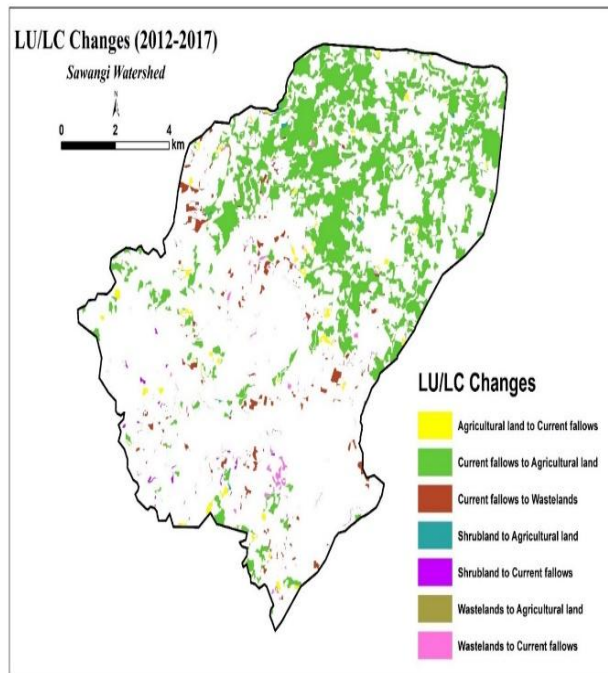 LU/LC Changes (2012-2017)
Sawangi Watershed
N
0 2 4
km
LU/LC Changes
Agricultural land to Current fallows
Current fallows to Agricultural land
Current fallows to Wastelands
Shrubland to Agricultural land
Shrubland to Current fallows
Wastelands to Agricultural land
Wastelands to Current fallows